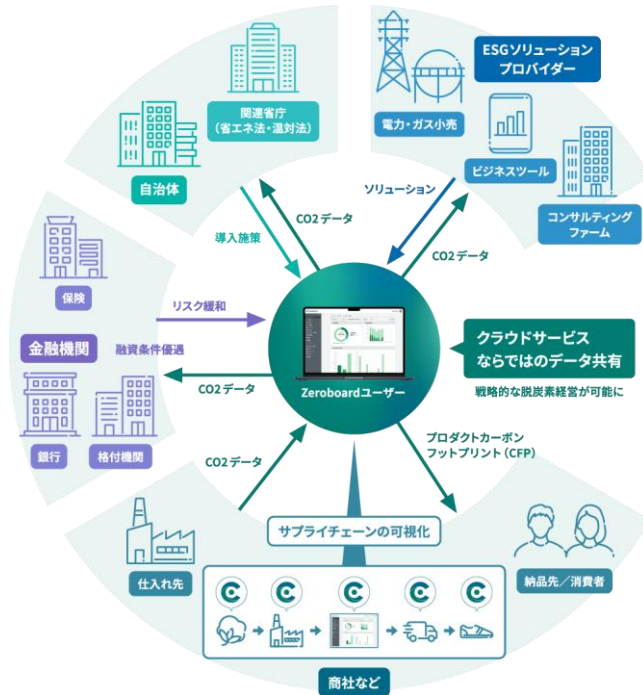 ESGソリューション
プロバイダー
関連省庁
（省エネ法・温対法）
電力・ガス小売
自治体
ビジネスツール
コンサルティング
ファーム
ソリューション
CO2データ
導入施策
CO2データ
保険
リスク緩和
金融機関
融資条件優遇
CO2データ
銀行
格付機関
Zeroboardユーザー
クラウドサービス
ならではのデータ共有
戦略的な脱炭素経営が可能に
プロダクトカーボン
フットプリント（CFP）
CO2データ
サプライチェーンの可視化
仕入れ先
納品先／消費者
商社など